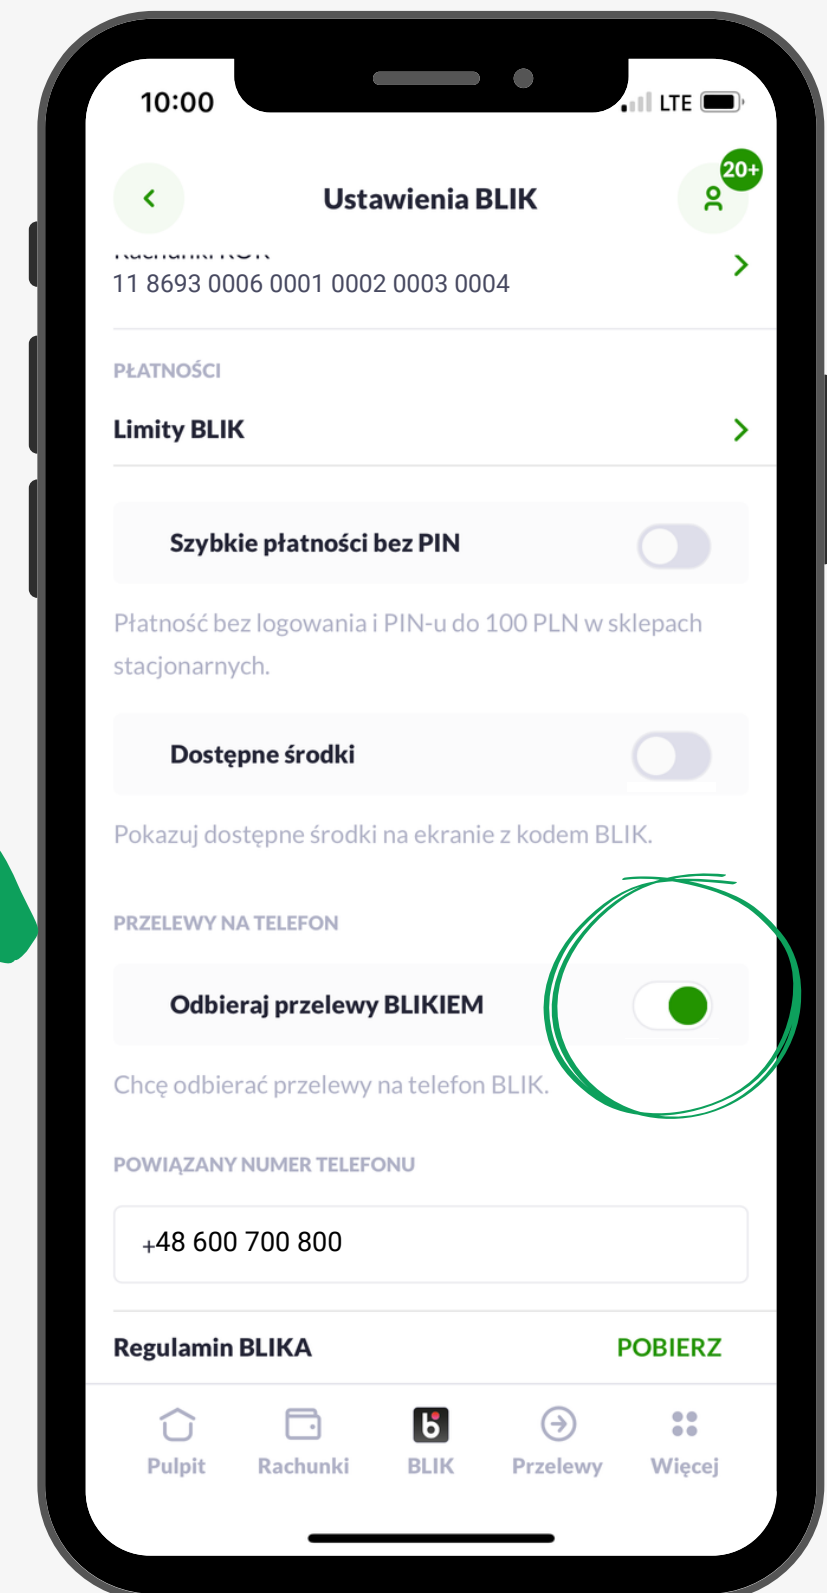 10:00
LTE
20+
Ustawienia BLIK
11 8693 0006 0001 0002 0003 0004
PŁATNOŚCI
Limity BLIK
Szybkie płatności bez PIN
Płatność bez logowania i PIN-u do 100 PLN w sklepach
stacjonarnych.
Dostępne środki
Pokazuj dostępne środki na ekranie z kodem BLIK.
PRZELEWY NA TELEFON
Odbieraj przelewy BLIKIEM
Chcę odbierać przelewy na telefon BLIK.
POWIĄZANY NUMER TELEFONU
+48 600 700 800
Regulamin BLIKA POBIERZ
Pulpit Rachunki BLIK Przelewy Więcej